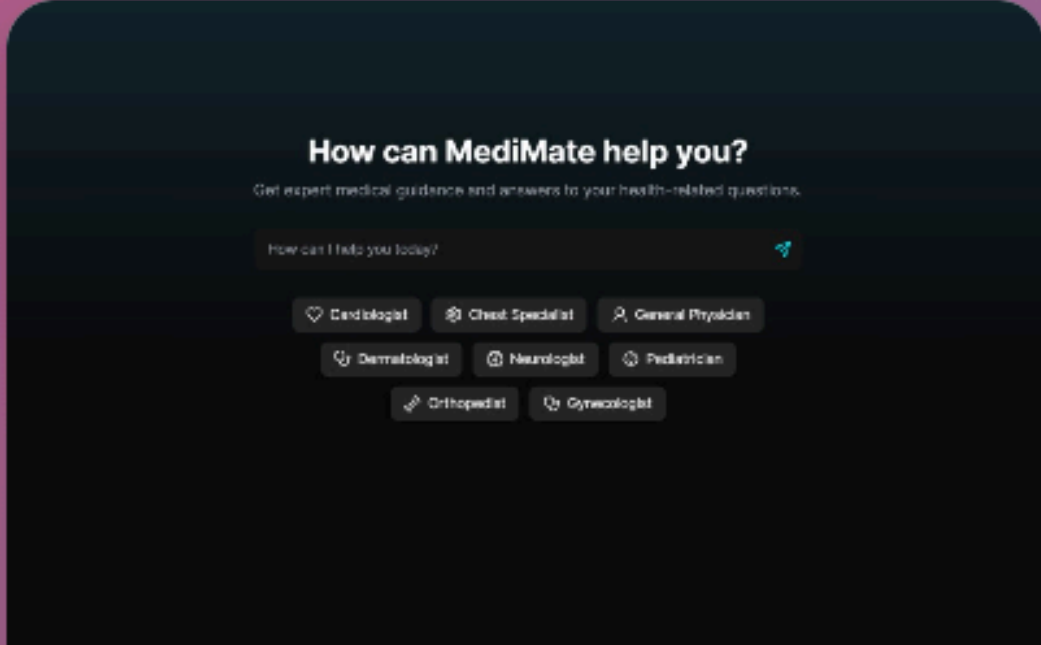 How can MediMate help you?
Get expert medical guidance and answers to your health-related questions.
How can I help you today?
Cardiologist Chest Specialist General Physician
Dermatologist Neurologist Pediatrician
Orthopedist Gynecologist